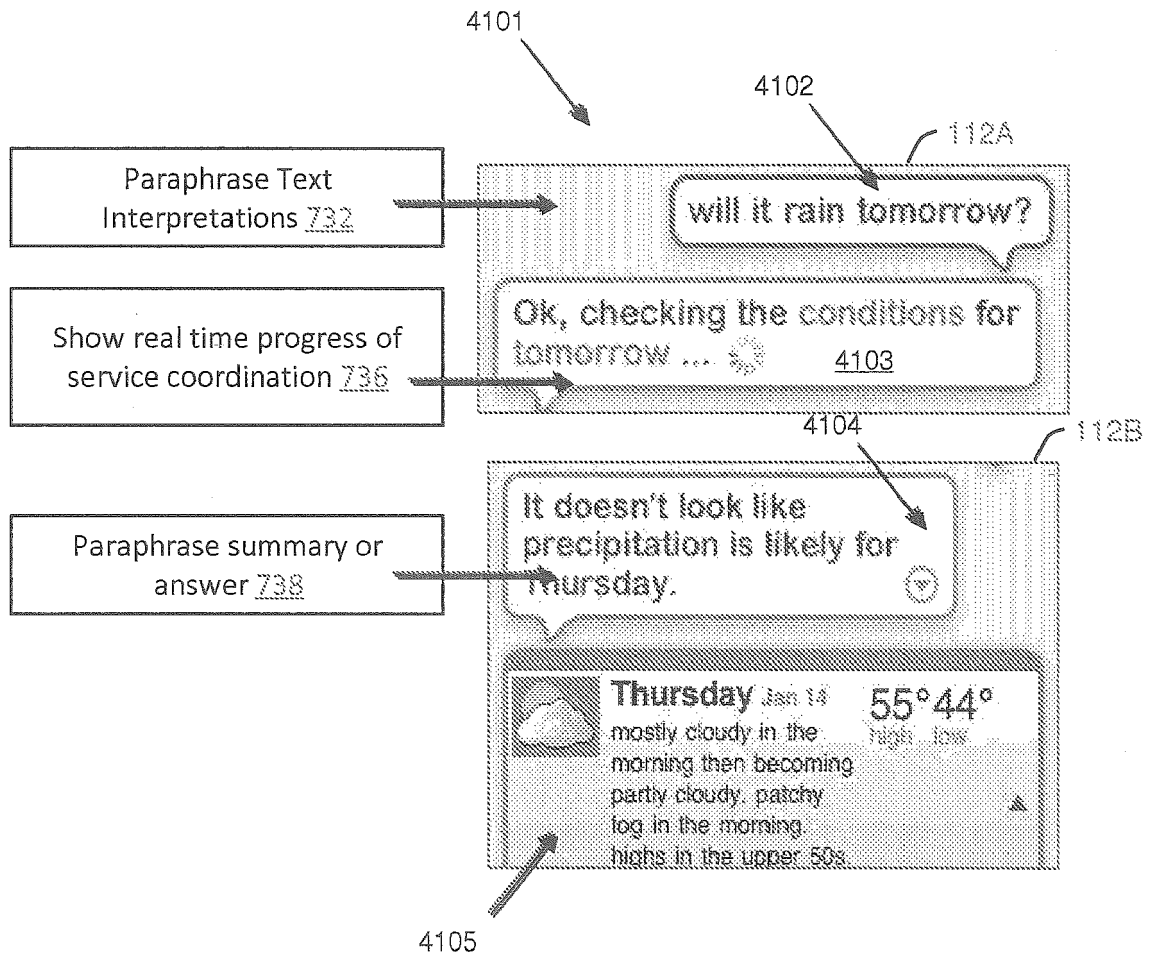 4101
4102
112A
Paraphrase Text
Interpretations 732
will it rain tomorrow?
Show real time progress of
service coordination 736
Ok, checking the conditions for
tomorrow ...
4103
4104
112B
Paraphrase summary or
answer 738
It doesn't look like
precipitation is likely for
Thursday.
Thursday Jan 14
55° 44°
high low
mostly cloudy in the
morning then becoming
partly cloudy. patchy
fog in the morning.
highs in the upper 50s.
4105